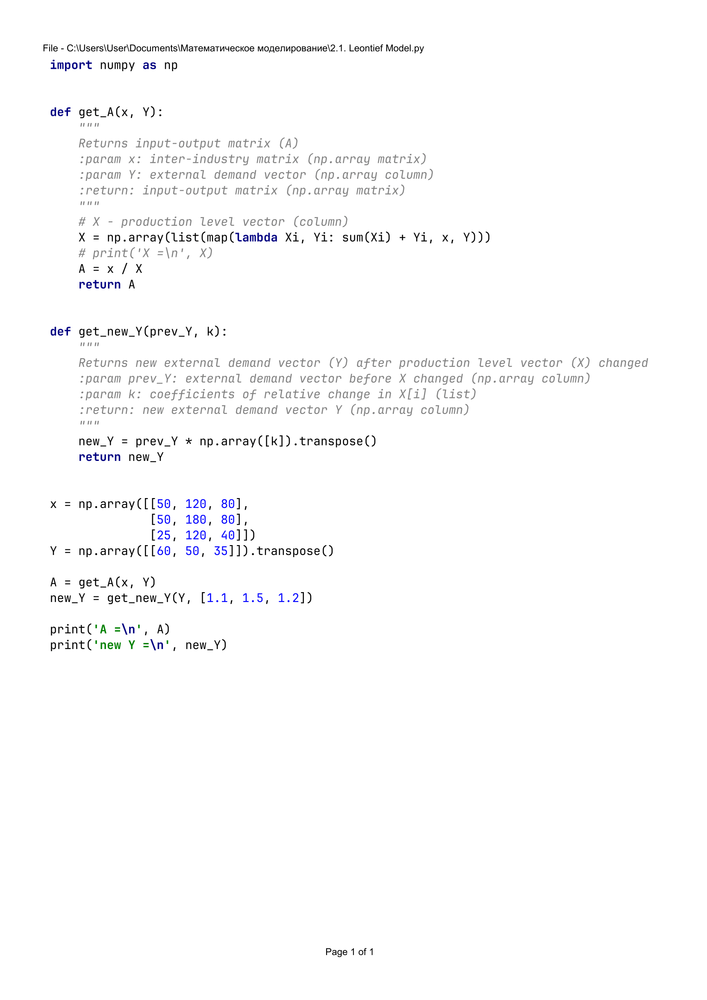 File - C:\Users\User\Documents\Математическое моделирование\2.1. Leontief Model.py
import numpy as np
def get_A(x, Y):
    """
    Returns input-output matrix (A)
    :param x: inter-industry matrix (np.array matrix)
    :param Y: external demand vector (np.array column)
    :return: input-output matrix (np.array matrix)
    """
    # X - production level vector (column)
    X = np.array(list(map(lambda Xi, Yi: sum(Xi) + Yi, x, Y)))
    # print('X =\n', X)
    A = x / X
    return A
def get_new_Y(prev_Y, k):
    """
    Returns new external demand vector (Y) after production level vector (X) changed
    :param prev_Y: external demand vector before X changed (np.array column)
    :param k: coefficients of relative change in X[i] (list)
    :return: new external demand vector Y (np.array column)
    """
    new_Y = prev_Y * np.array([k]).transpose()
    return new_Y
x = np.array([[50, 120, 80],
              [50, 180, 80],
              [25, 120, 40]])
Y = np.array([[60, 50, 35]]).transpose()
A = get_A(x, Y)
new_Y = get_new_Y(Y, [1.1, 1.5, 1.2])
print('A =\n', A)
print('new Y =\n', new_Y)
Page 1 of 1